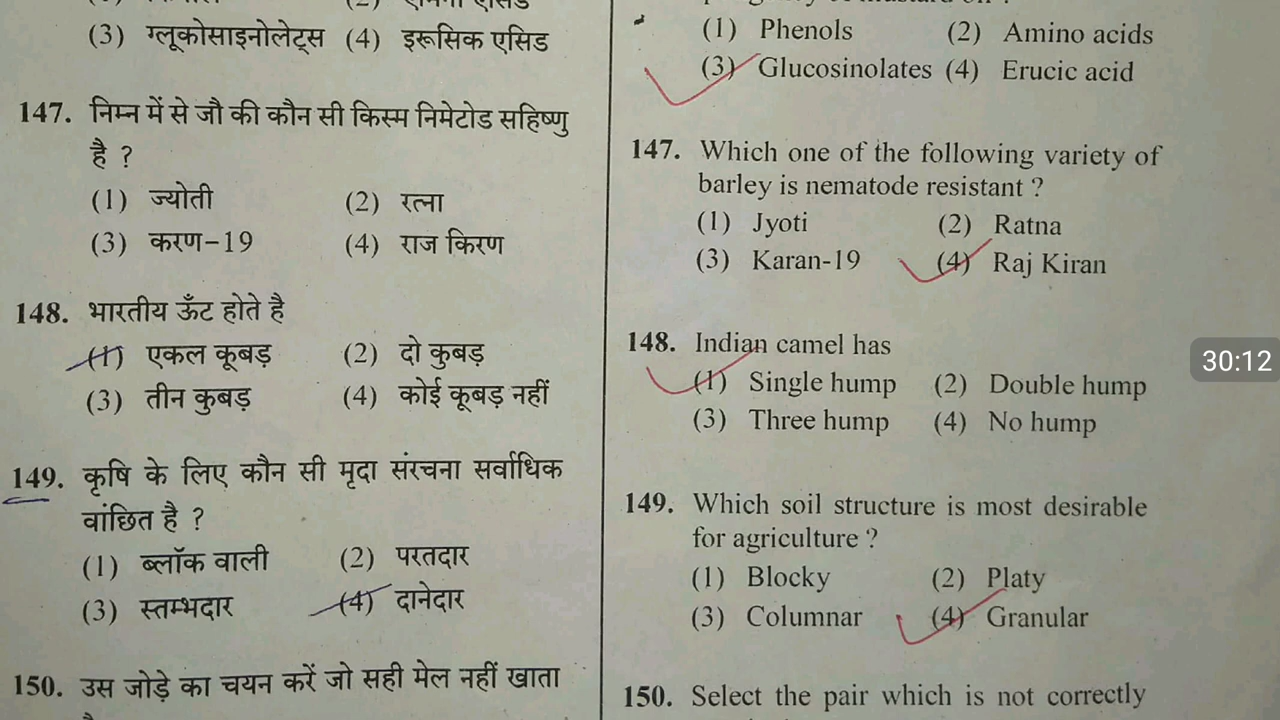 (3) ग्लूकोसाइनोलेट्स (4) इरूसिक एसिड
147. निम्न में से जौ की कौन सी किस्म निमेटोड सहिष्णु
है ?
(1) ज्योती (2) रत्ना
(3) करण-19 (4) राज किरण
148. भारतीय ऊँट होते है
(1) एकल कूबड़ (2) दो कुबड़
(3) तीन कुबड़ (4) कोई कूबड़ नहीं
149. कृषि के लिए कौन सी मृदा संरचना सर्वाधिक
वांछित है ?
(1) ब्लॉक वाली (2) परतदार
(3) स्तम्भदार (4) दानेदार
150. उस जोड़े का चयन करें जो सही मेल नहीं खाता
(1) Phenols (2) Amino acids
(3) Glucosinolates (4) Erucic acid
147. Which one of the following variety of
barley is nematode resistant ?
(1) Jyoti (2) Ratna
(3) Karan-19 (4) Raj Kiran
148. Indian camel has
(1) Single hump (2) Double hump
(3) Three hump (4) No hump
149. Which soil structure is most desirable
for agriculture ?
(1) Blocky (2) Platy
(3) Columnar (4) Granular
150. Select the pair which is not correctly
30:12